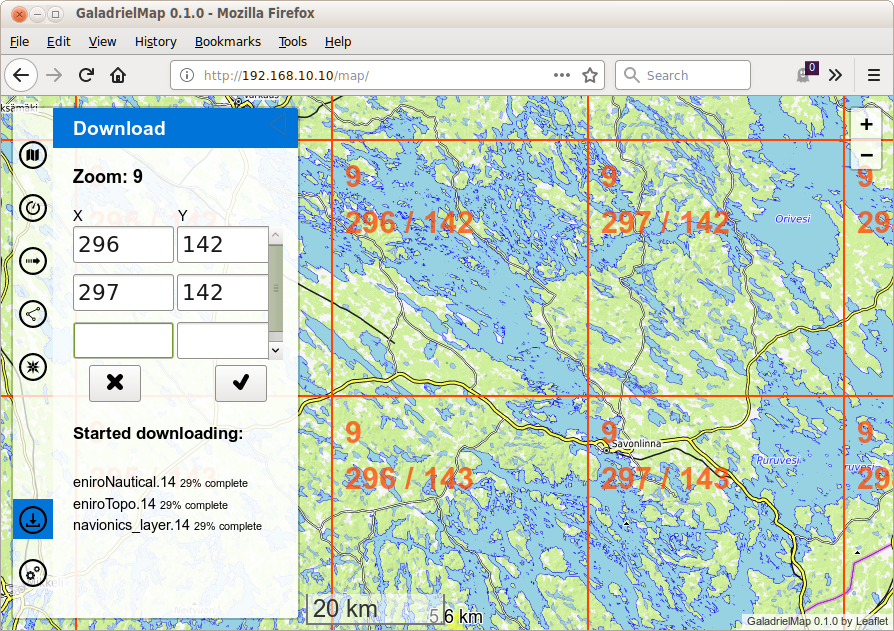 GaladrielMap 0.1.0 - Mozilla Firefox
File Edit View History Bookmarks Tools Help
http://192.168.10.10/map/
Search
0
Download
Zoom: 9
X Y
296 142
297 142
Started downloading:
eniroNautical.14 29% complete
eniroTopo.14 29% complete
navionics_layer.14 29% complete
+
−
9
296 / 142
9
297 / 142
9
29
Orivesi
9
296 / 143
9
297 / 143
9
29
Savonlinna
Puruvesi
20 km
5.6 km
GaladrielMap 0.1.0 by Leaflet